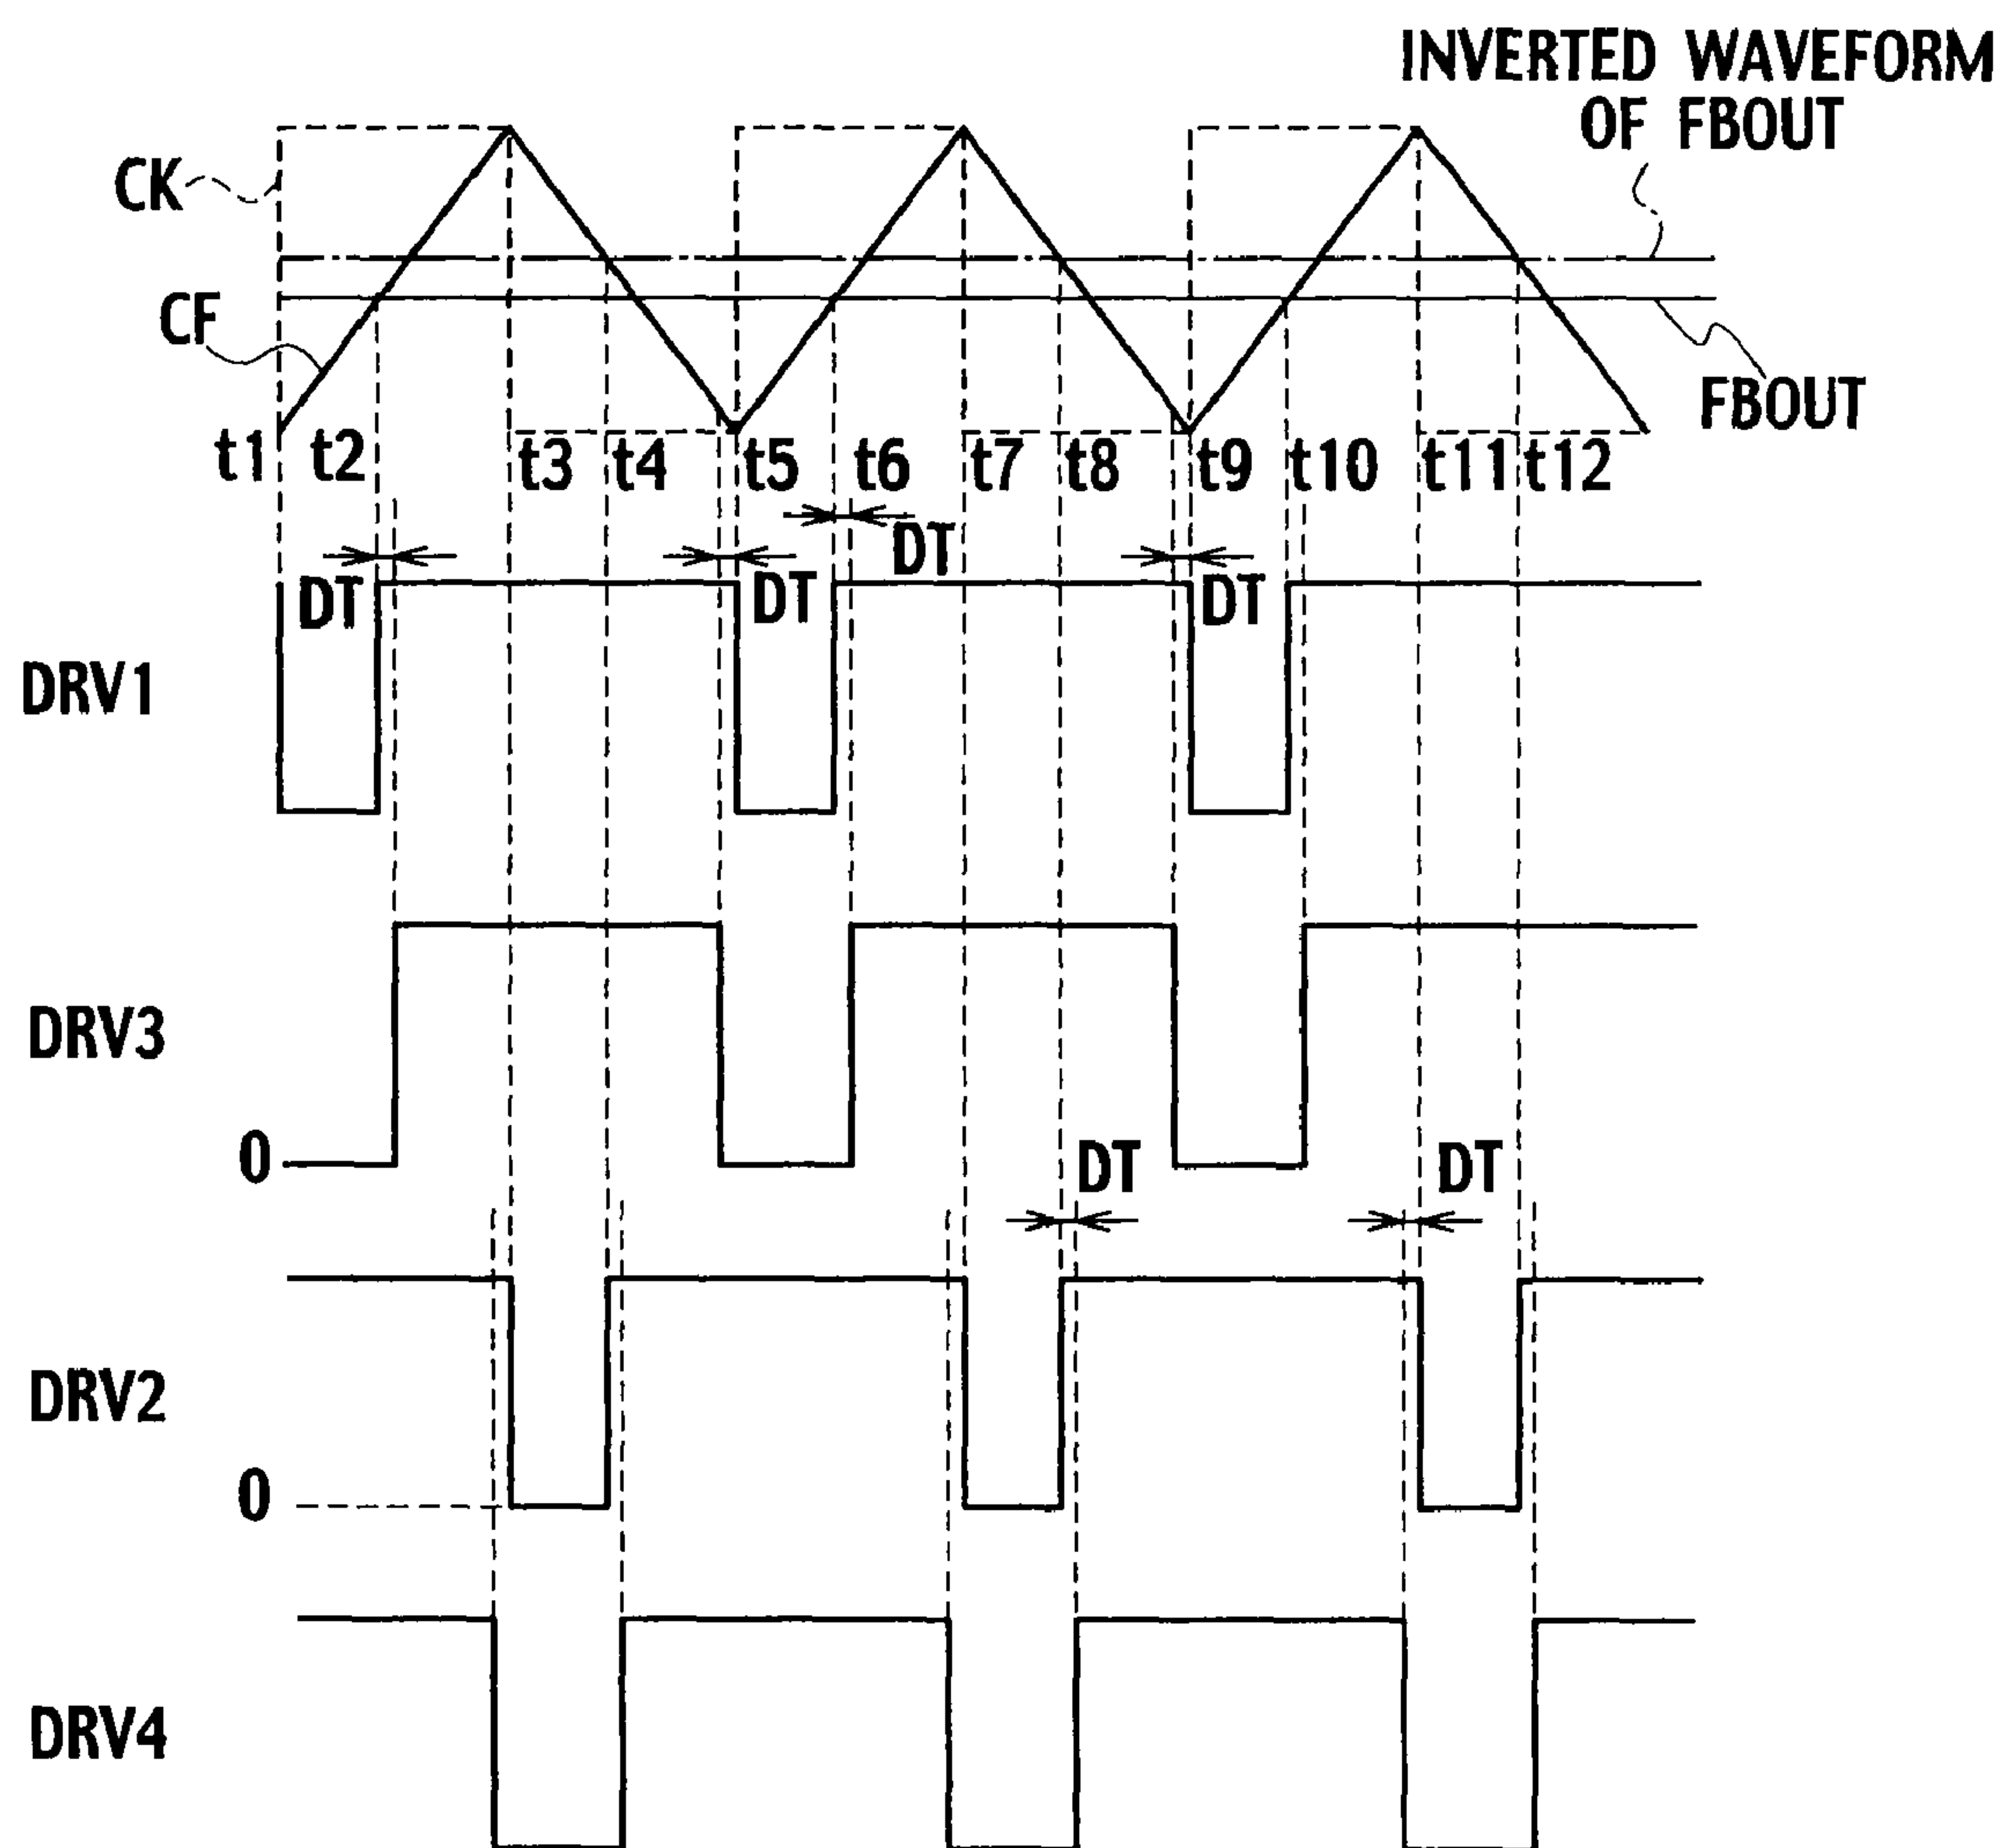 INVERTED WAVEFORM
OF FBOUT
CK
CF
FBOUT
t1 t2 t3 t4 t5 t6 t7 t8 t9 t10 t11 t12
DT
DT DT DT
DRV1
DRV3
0
DT DT
DRV2
0
DRV4